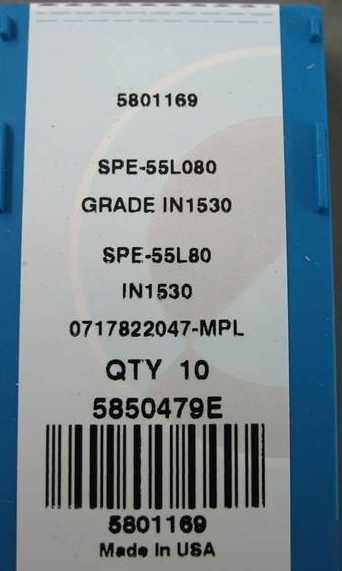 5801169
SPE-55L080
GRADE IN1530
SPE-55L80
IN1530
0717822047-MPL
QTY 10
5850479E
5801169
Made In USA